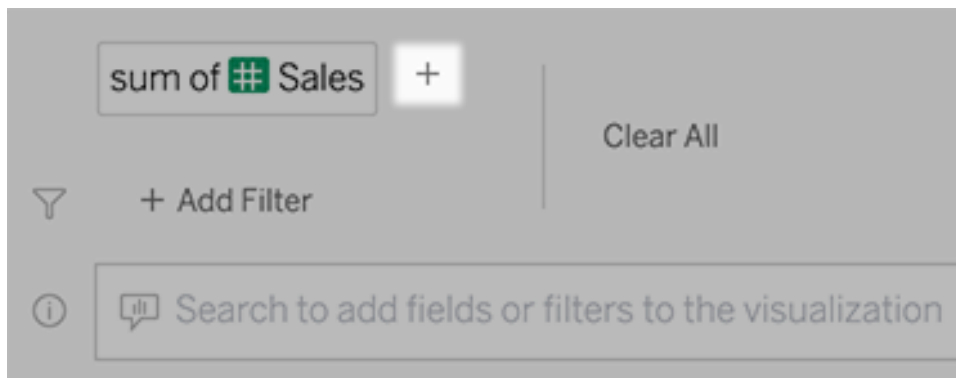 sum of # Sales +
Clear All
+ Add Filter
Search to add fields or filters to the visualization